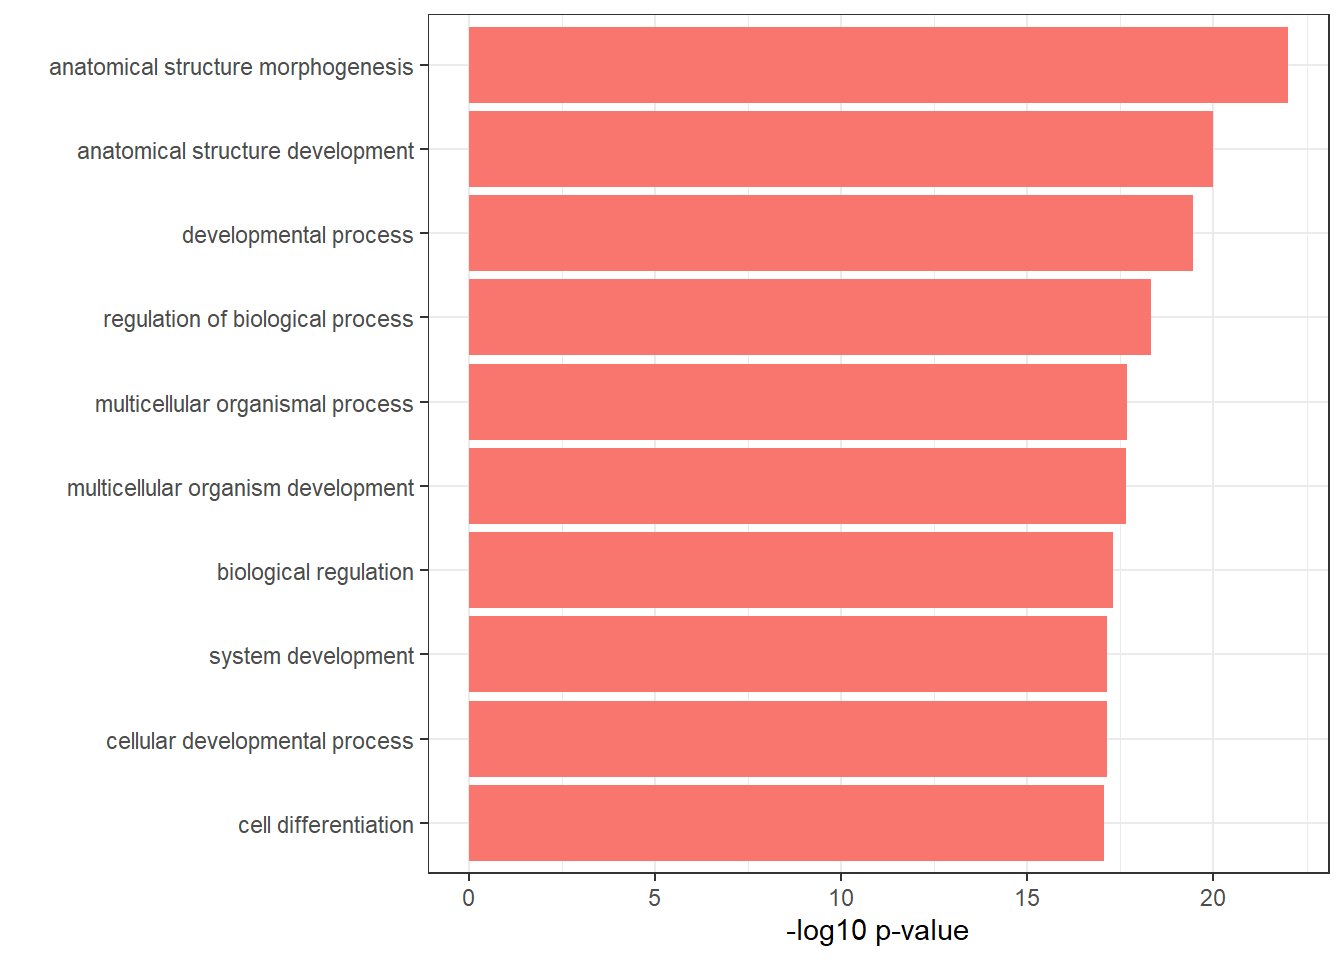 anatomical structure morphogenesis
anatomical structure development
developmental process
regulation of biological process
multicellular organismal process
multicellular organism development
biological regulation
system development
cellular developmental process
cell differentiation
0 5 10 15 20
-log10 p-value